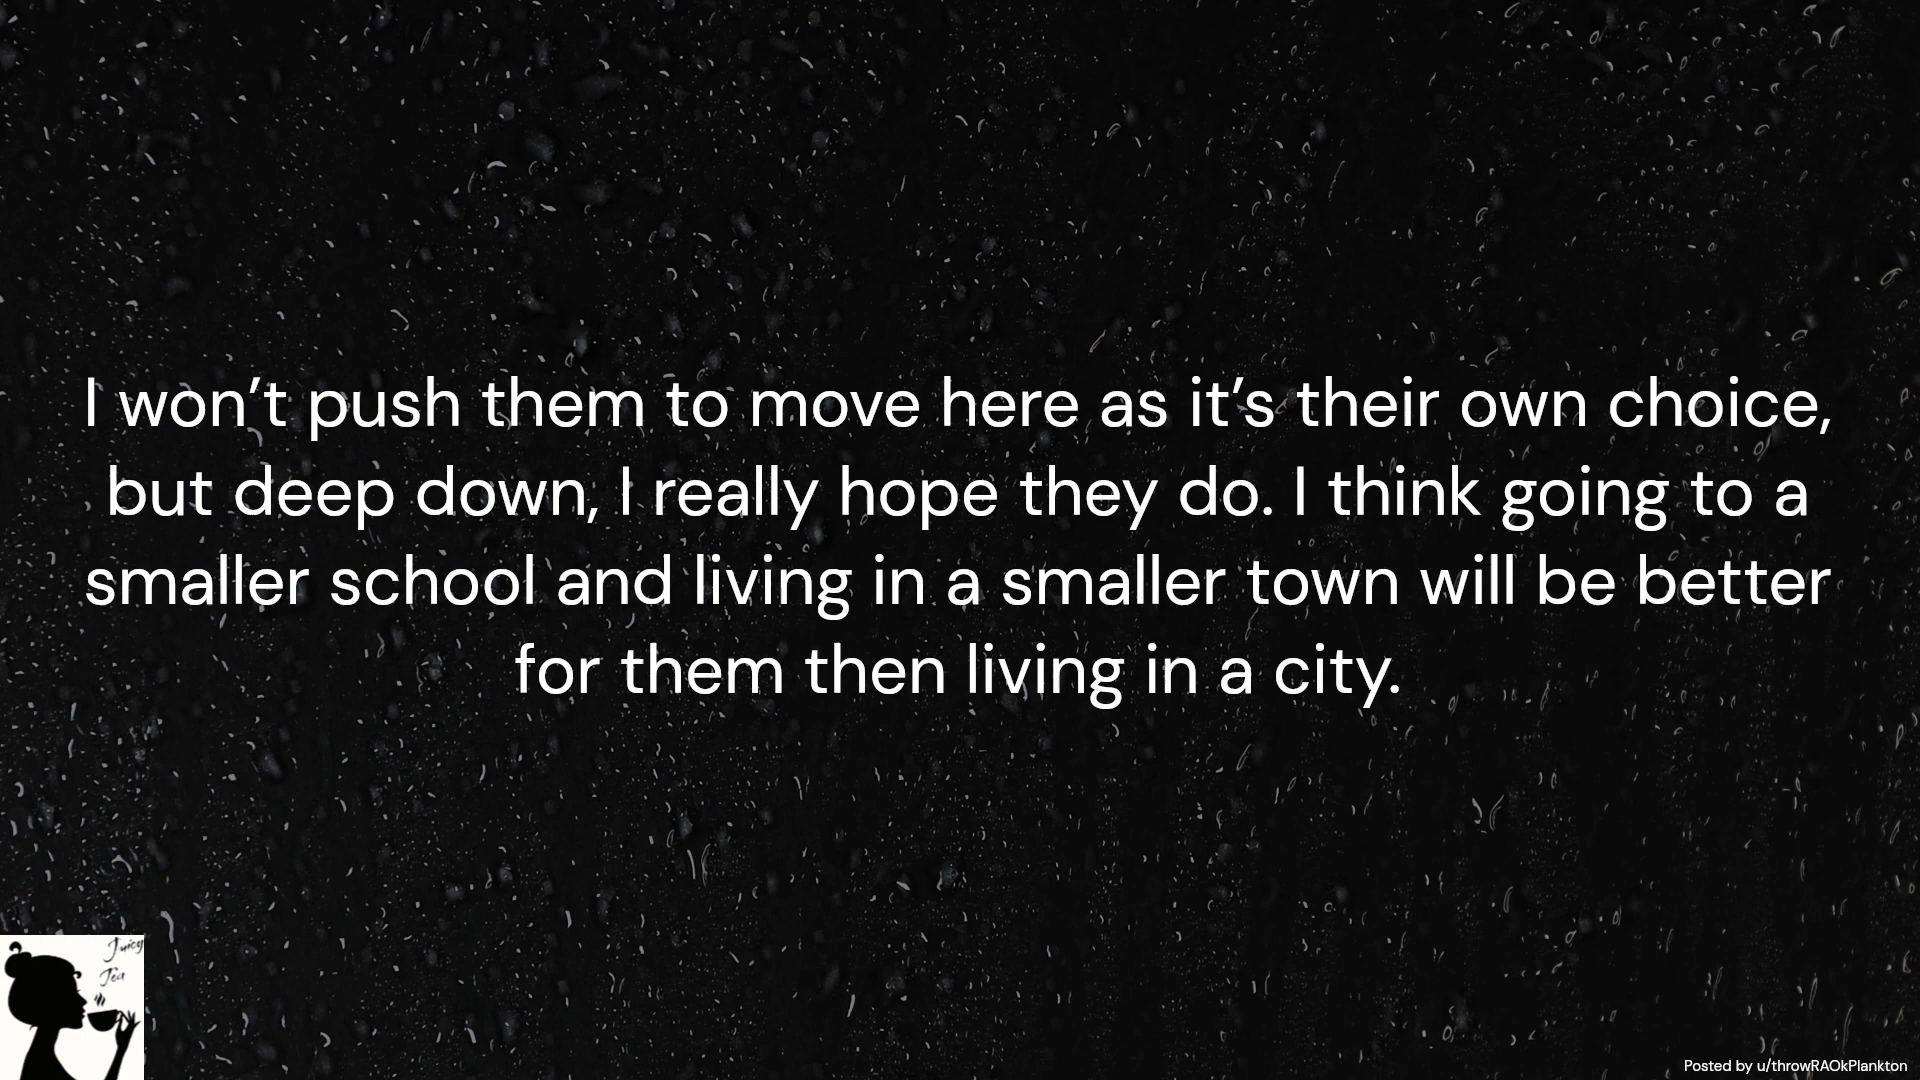 I won’t push them to move here as it’s their own choice,
but deep down, I really hope they do. I think going to a
smaller school and living in a smaller town will be better
for them then living in a city.
Juicy
Tea
Posted by u/throwRAOkPlankton